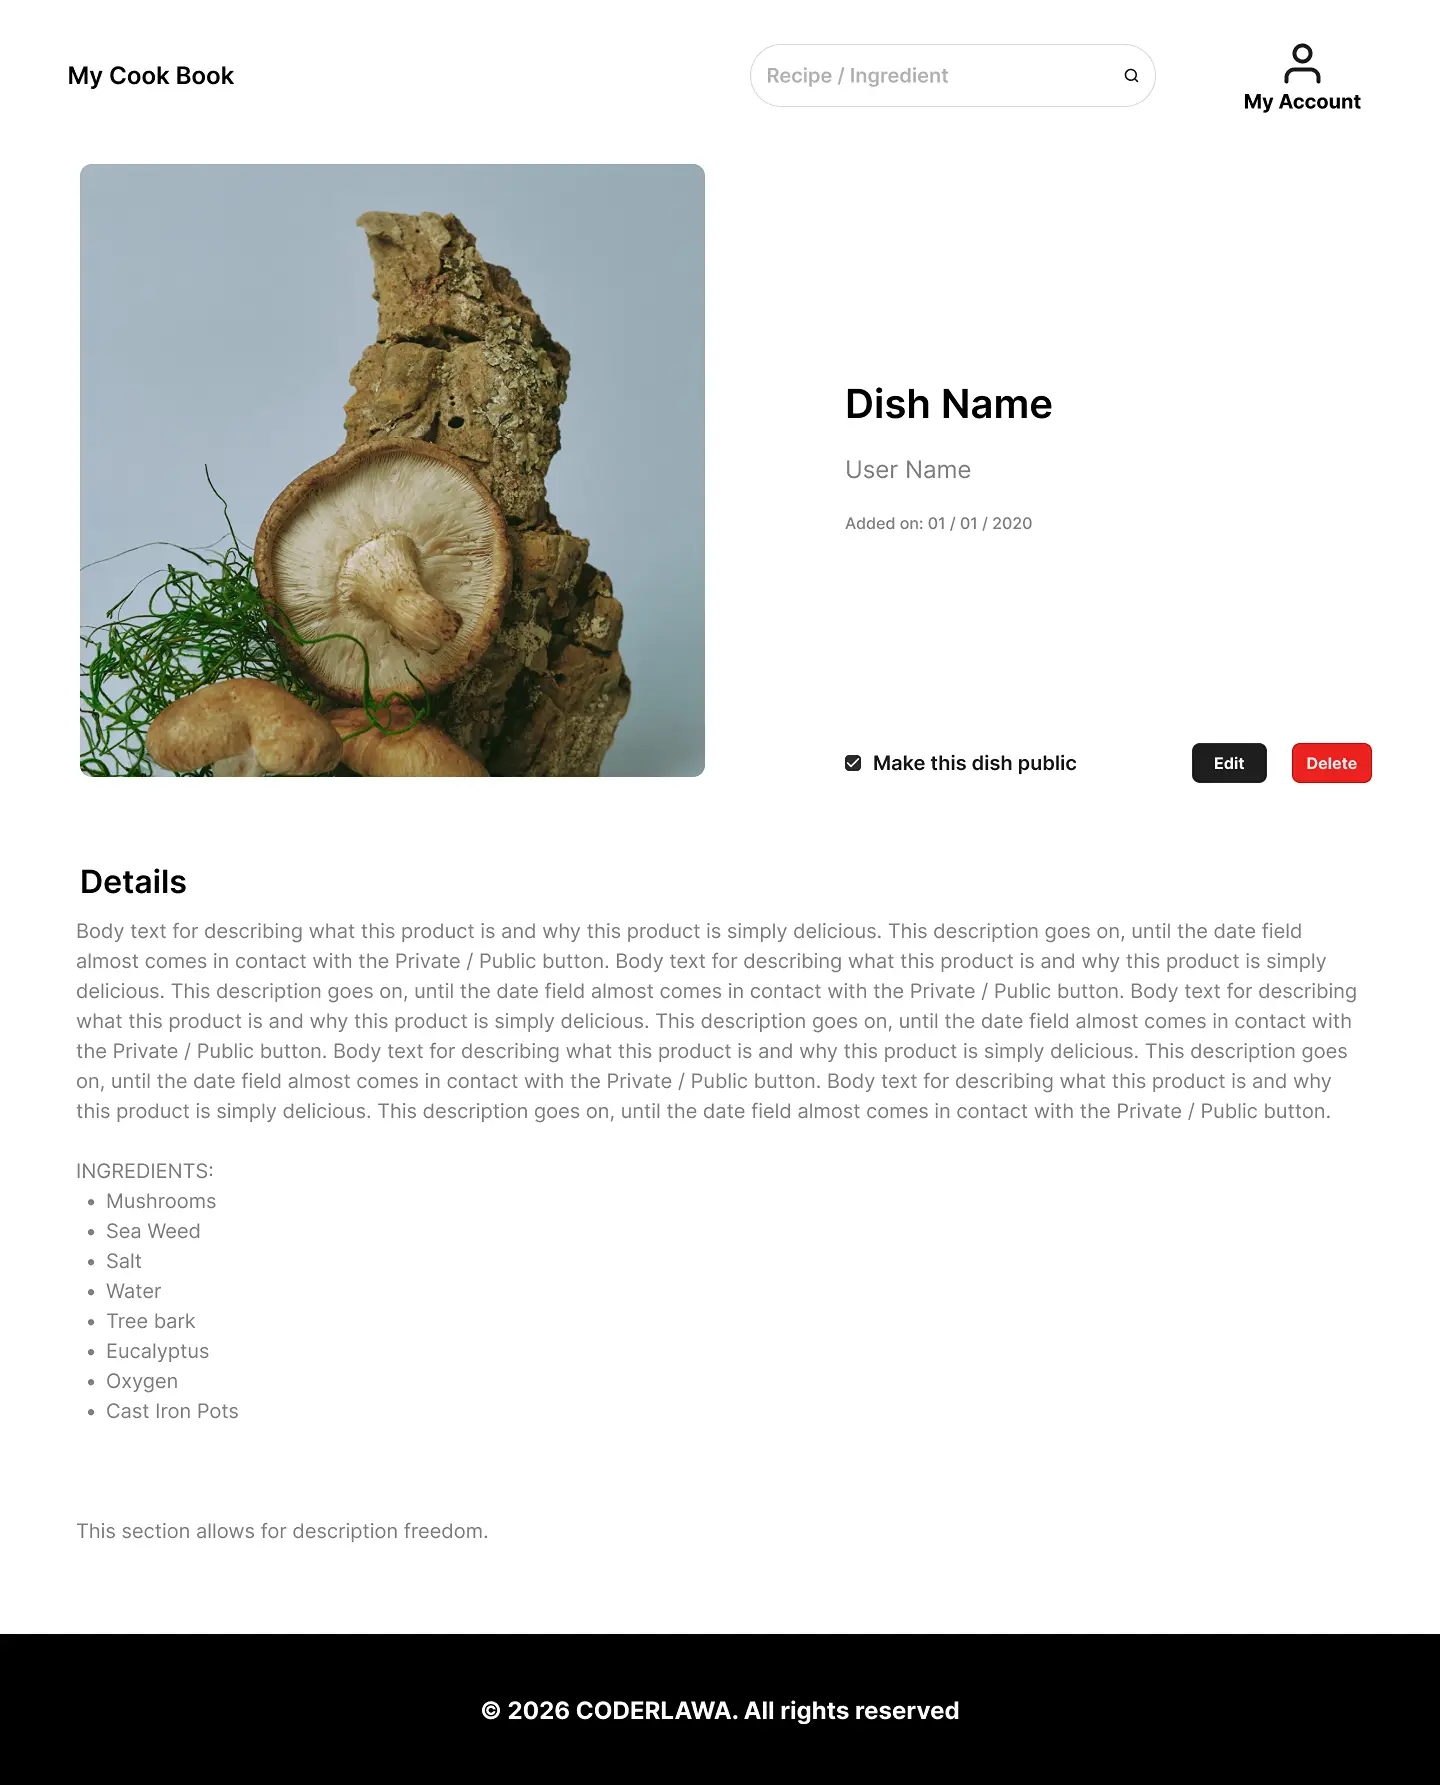 My Cook Book
Recipe / Ingredient
My Account
Dish Name
User Name
Added on: 01 / 01 / 2020
Make this dish public
Edit
Delete
Details
Body text for describing what this product is and why this product is simply delicious. This description goes on, until the date field
almost comes in contact with the Private / Public button. Body text for describing what this product is and why this product is simply
delicious. This description goes on, until the date field almost comes in contact with the Private / Public button. Body text for describing
what this product is and why this product is simply delicious. This description goes on, until the date field almost comes in contact with
the Private / Public button. Body text for describing what this product is and why this product is simply delicious. This description goes
on, until the date field almost comes in contact with the Private / Public button. Body text for describing what this product is and why
this product is simply delicious. This description goes on, until the date field almost comes in contact with the Private / Public button.
INGREDIENTS:
• Mushrooms
• Sea Weed
• Salt
• Water
• Tree bark
• Eucalyptus
• Oxygen
• Cast Iron Pots
This section allows for description freedom.
© 2026 CODERLAWA. All rights reserved